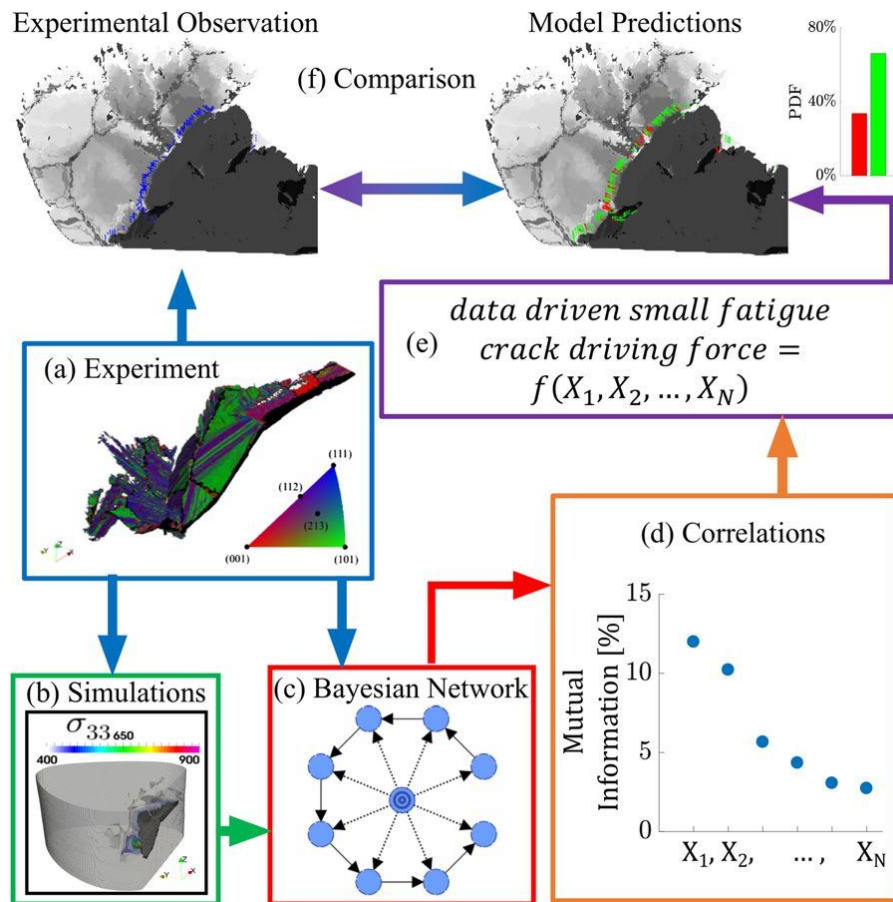 Experimental Observation
Model Predictions
(f) Comparison
80%
40%
0%
PDF
(a) Experiment
(111)
(112)
(213)
(001)
(101)
(e)
data driven small fatigue
crack driving force =
f(X₁, X₂, ..., X_N)
(b) Simulations
σ₃₃ 650
400
900
(c) Bayesian Network
(d) Correlations
Mutual
Information [%]
15
10
5
0
X₁, X₂, ..., X_N